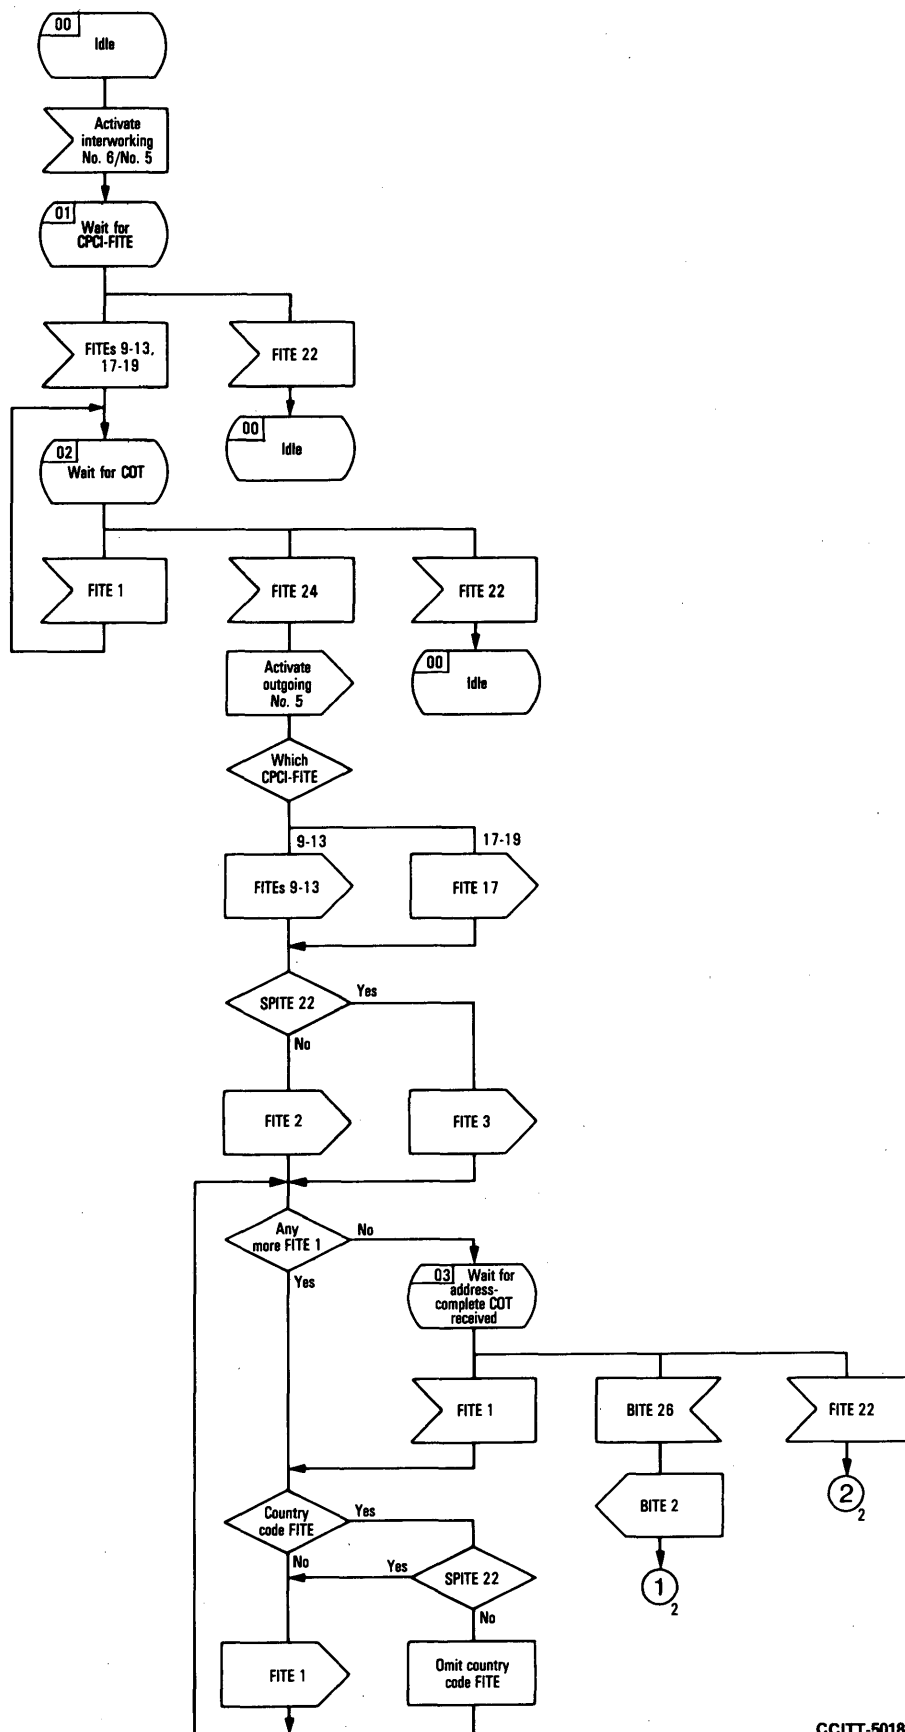 00
Idle
Activate
interworking
No. 6/No. 5
01
Wait for
CPCI-FITE
FITEs 9-13,
17-19
FITE 22
00
Idle
02
Wait for COT
FITE 1
FITE 24
FITE 22
Activate
outgoing
No. 5
00
Idle
Which
CPCI-FITE
9-13
17-19
FITEs 9-13
FITE 17
SPITE 22
Yes
No
FITE 2
FITE 3
Any
more FITE 1
No
Yes
03 Wait for
address-
complete COT
received
FITE 1
BITE 26
FITE 22
Country
code FITE
Yes
No
BITE 2
2
2
Yes
SPITE 22
No
1
2
FITE 1
Omit country
code FITE
CCITT-5018